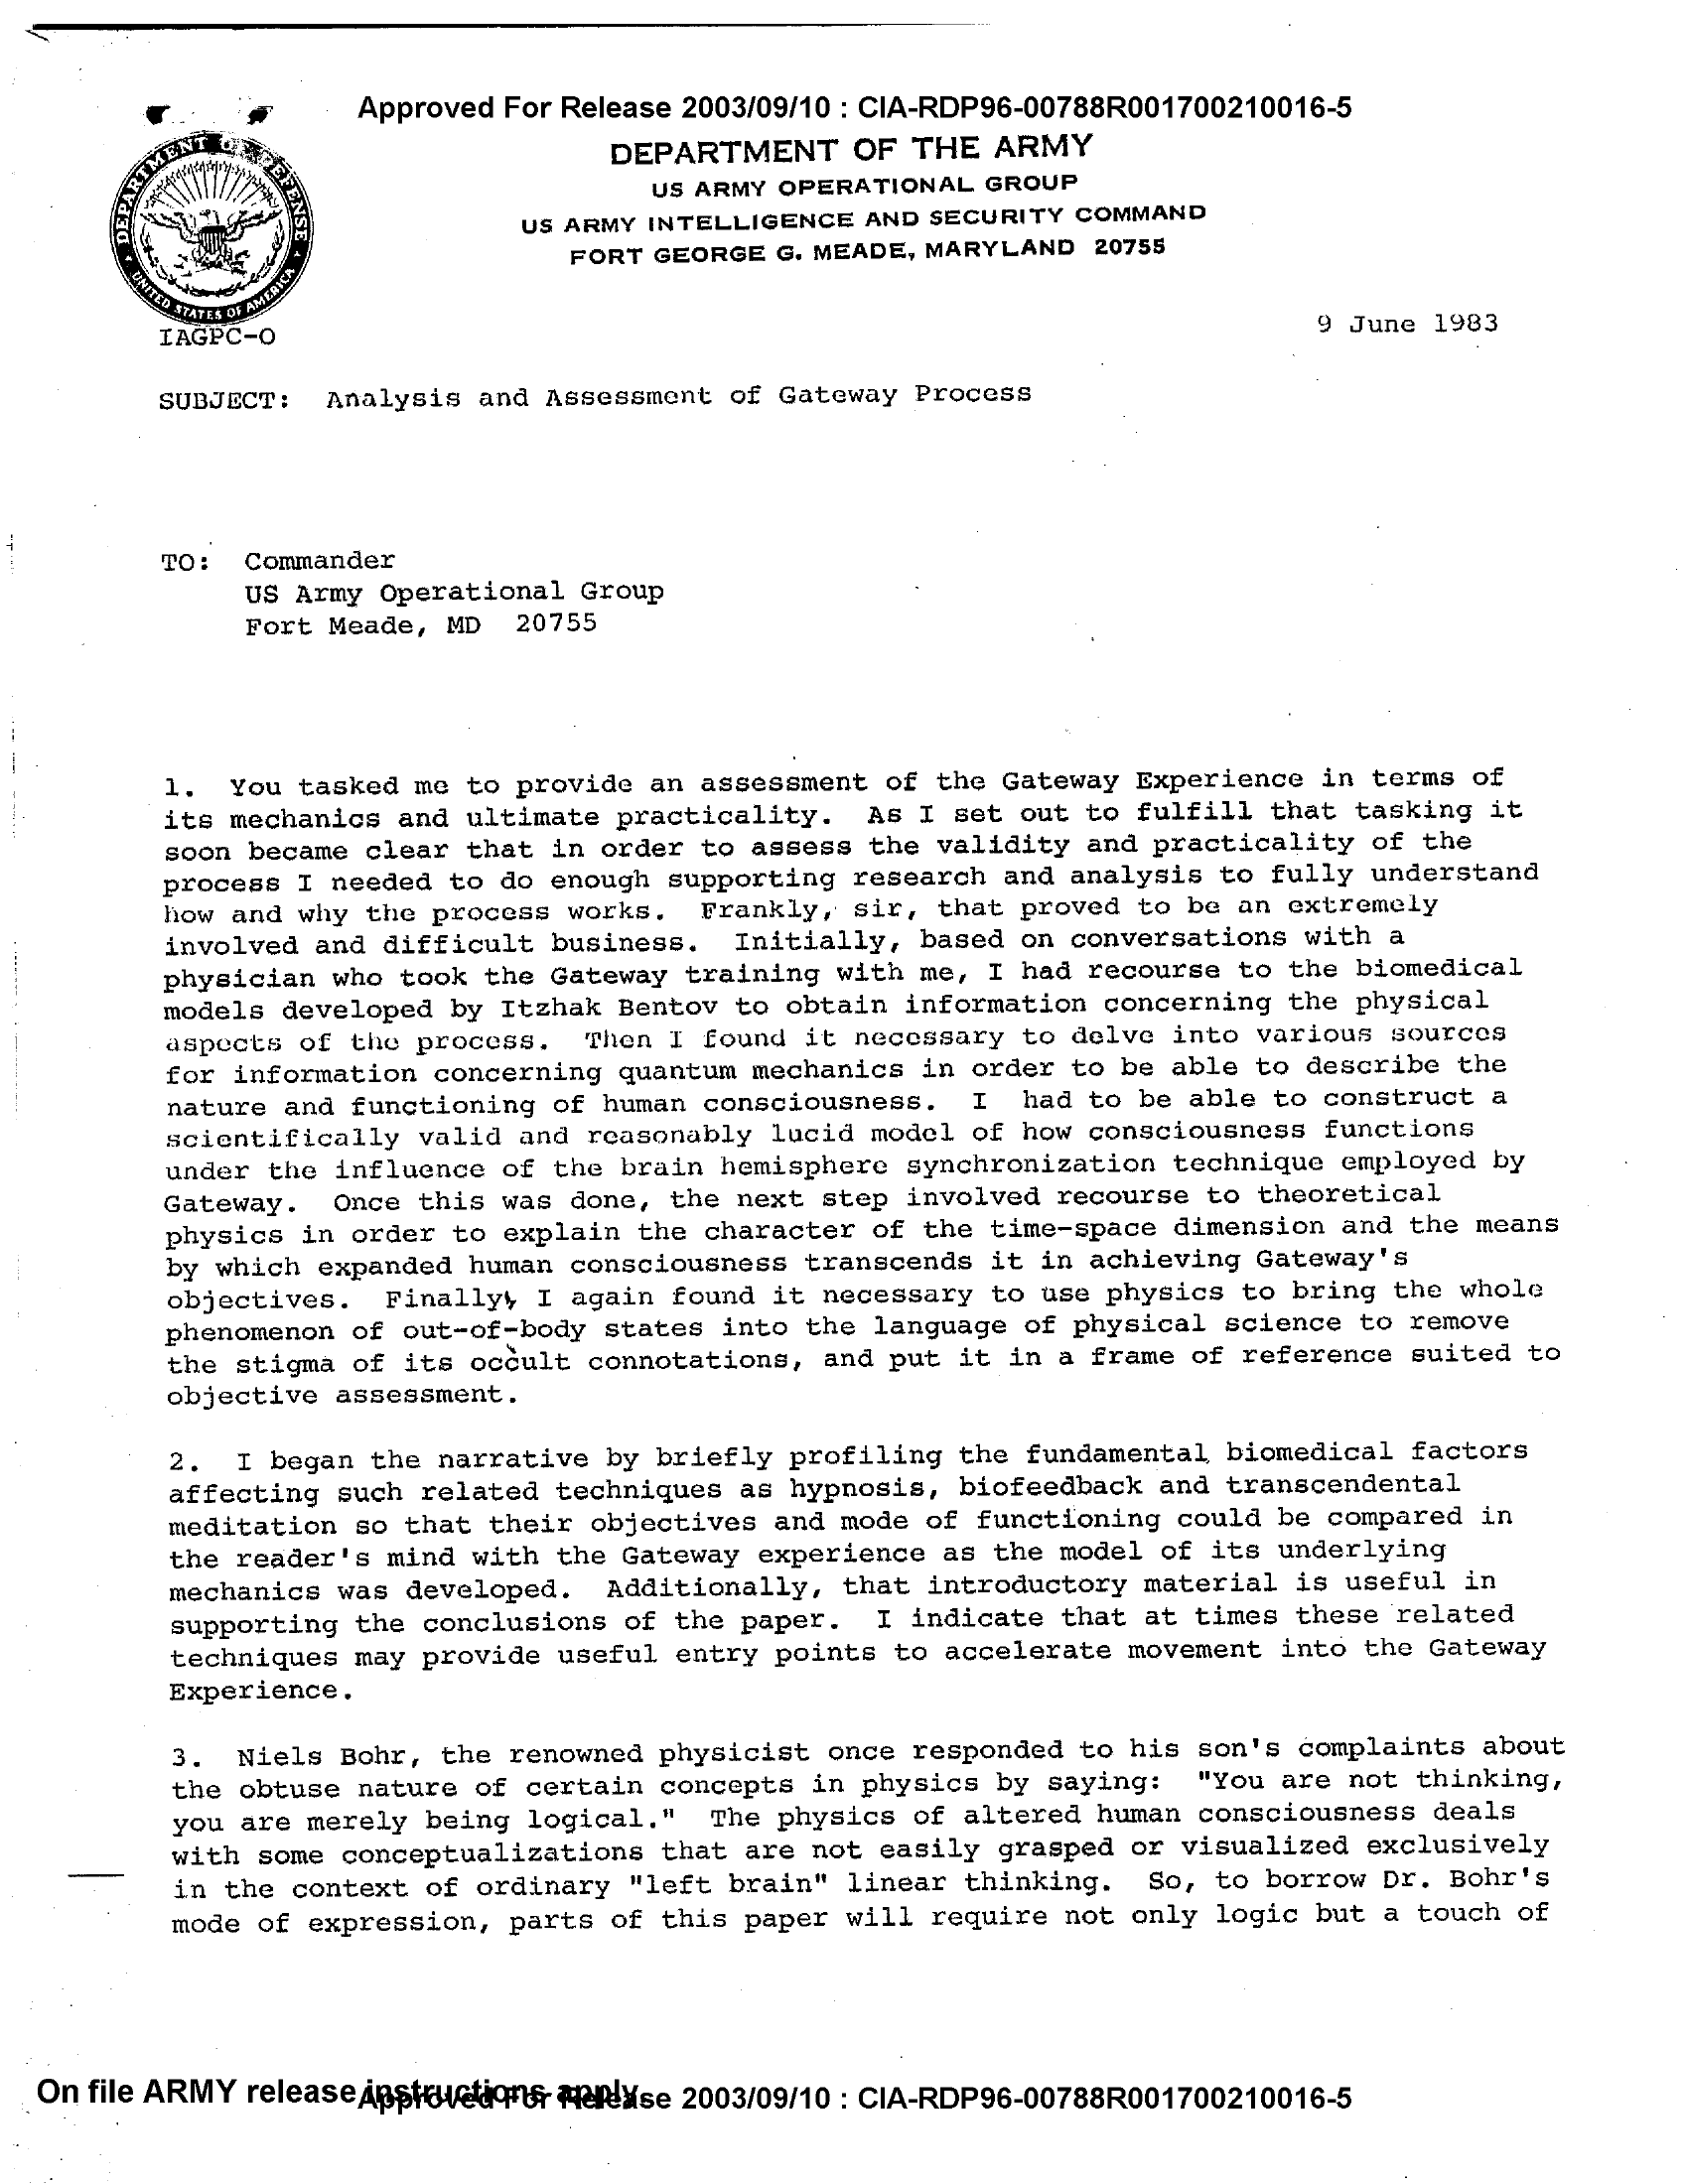 Approved For Release 2003/09/10 : CIA-RDP96-00788R001700210016-5
DEPARTMENT OF THE ARMY
US ARMY OPERATIONAL GROUP
US ARMY INTELLIGENCE AND SECURITY COMMAND
FORT GEORGE G. MEADE, MARYLAND 20755
DEPARTMENT OF DEFENSE
UNITED STATES OF AMERICA
IAGPC-O
9 June 1983
SUBJECT: Analysis and Assessment of Gateway Process
TO: Commander
US Army Operational Group
Fort Meade, MD 20755
1. You tasked me to provide an assessment of the Gateway Experience in terms of
its mechanics and ultimate practicality. As I set out to fulfill that tasking it
soon became clear that in order to assess the validity and practicality of the
process I needed to do enough supporting research and analysis to fully understand
how and why the process works. Frankly, sir, that proved to be an extremely
involved and difficult business. Initially, based on conversations with a
physician who took the Gateway training with me, I had recourse to the biomedical
models developed by Itzhak Bentov to obtain information concerning the physical
aspects of the process. Then I found it necessary to delve into various sources
for information concerning quantum mechanics in order to be able to describe the
nature and functioning of human consciousness. I had to be able to construct a
scientifically valid and reasonably lucid model of how consciousness functions
under the influence of the brain hemisphere synchronization technique employed by
Gateway. Once this was done, the next step involved recourse to theoretical
physics in order to explain the character of the time-space dimension and the means
by which expanded human consciousness transcends it in achieving Gateway's
objectives. Finally, I again found it necessary to use physics to bring the whole
phenomenon of out-of-body states into the language of physical science to remove
the stigma of its occult connotations, and put it in a frame of reference suited to
objective assessment.
2. I began the narrative by briefly profiling the fundamental biomedical factors
affecting such related techniques as hypnosis, biofeedback and transcendental
meditation so that their objectives and mode of functioning could be compared in
the reader's mind with the Gateway experience as the model of its underlying
mechanics was developed. Additionally, that introductory material is useful in
supporting the conclusions of the paper. I indicate that at times these related
techniques may provide useful entry points to accelerate movement into the Gateway
Experience.
3. Niels Bohr, the renowned physicist once responded to his son's complaints about
the obtuse nature of certain concepts in physics by saying: "You are not thinking,
you are merely being logical." The physics of altered human consciousness deals
with some conceptualizations that are not easily grasped or visualized exclusively
in the context of ordinary "left brain" linear thinking. So, to borrow Dr. Bohr's
mode of expression, parts of this paper will require not only logic but a touch of
On file ARMY release instructions apply.
Approved For Release 2003/09/10 : CIA-RDP96-00788R001700210016-5